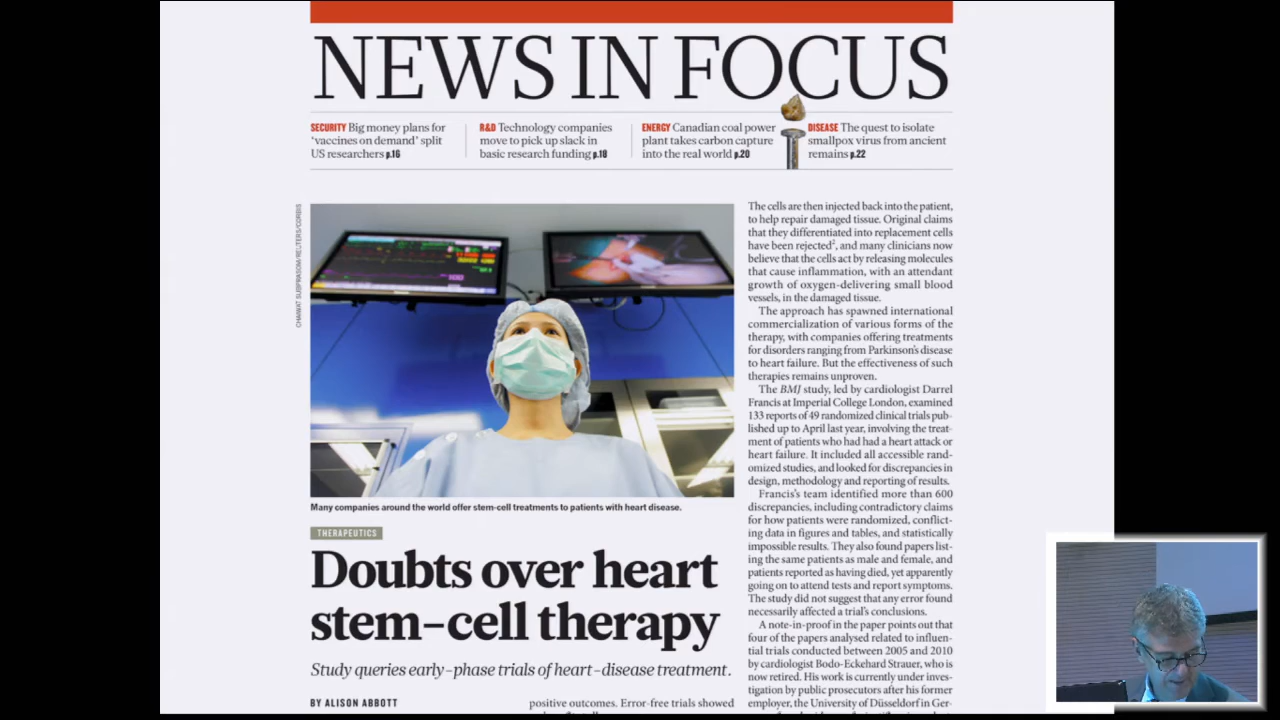 NEWS IN FOCUS
SECURITY Big money plans for
‘vaccines on demand’ split
US researchers p.16
R&D Technology companies
move to pick up slack in
basic research funding p.18
ENERGY Canadian coal power
plant takes carbon capture
into the real world p.20
DISEASE The quest to isolate
smallpox virus from ancient
remains p.22
CHAIWAT SUBPRASOM/REUTERS/CORBIS
Many companies around the world offer stem-cell treatments to patients with heart disease.
THERAPEUTICS
Doubts over heart
stem-cell therapy
Study queries early-phase trials of heart-disease treatment.
BY ALISON ABBOTT
positive outcomes. Error-free trials showed
The cells are then injected back into the patient,
to help repair damaged tissue. Original claims
that they differentiated into replacement cells
have been rejected², and many clinicians now
believe that the cells act by releasing molecules
that cause inflammation, with an attendant
growth of oxygen-delivering small blood
vessels, in the damaged tissue.
The approach has spawned international
commercialization of various forms of the
therapy, with companies offering treatments
for disorders ranging from Parkinson’s disease
to heart failure. But the effectiveness of such
therapies remains unproven.
The BMJ study, led by cardiologist Darrel
Francis at Imperial College London, examined
133 reports of 49 randomized clinical trials pub-
lished up to April last year, involving the treat-
ment of patients who had had a heart attack or
heart failure. It included all accessible rand-
omized studies, and looked for discrepancies in
design, methodology and reporting of results.
Francis’s team identified more than 600
discrepancies, including contradictory claims
for how patients were randomized, conflict-
ing data in figures and tables, and statistically
impossible results. They also found papers list-
ing the same patients as male and female, and
patients reported as having died, yet apparently
going on to attend tests and report symptoms.
The study did not suggest that any error found
necessarily affected a trial’s conclusions.
A note-in-proof in the paper points out that
four of the papers analysed related to influen-
tial trials conducted between 2005 and 2010
by cardiologist Bodo-Eckehard Strauer, who is
now retired. His work is currently under inves-
tigation by public prosecutors after his former
employer, the University of Düsseldorf in Ger-